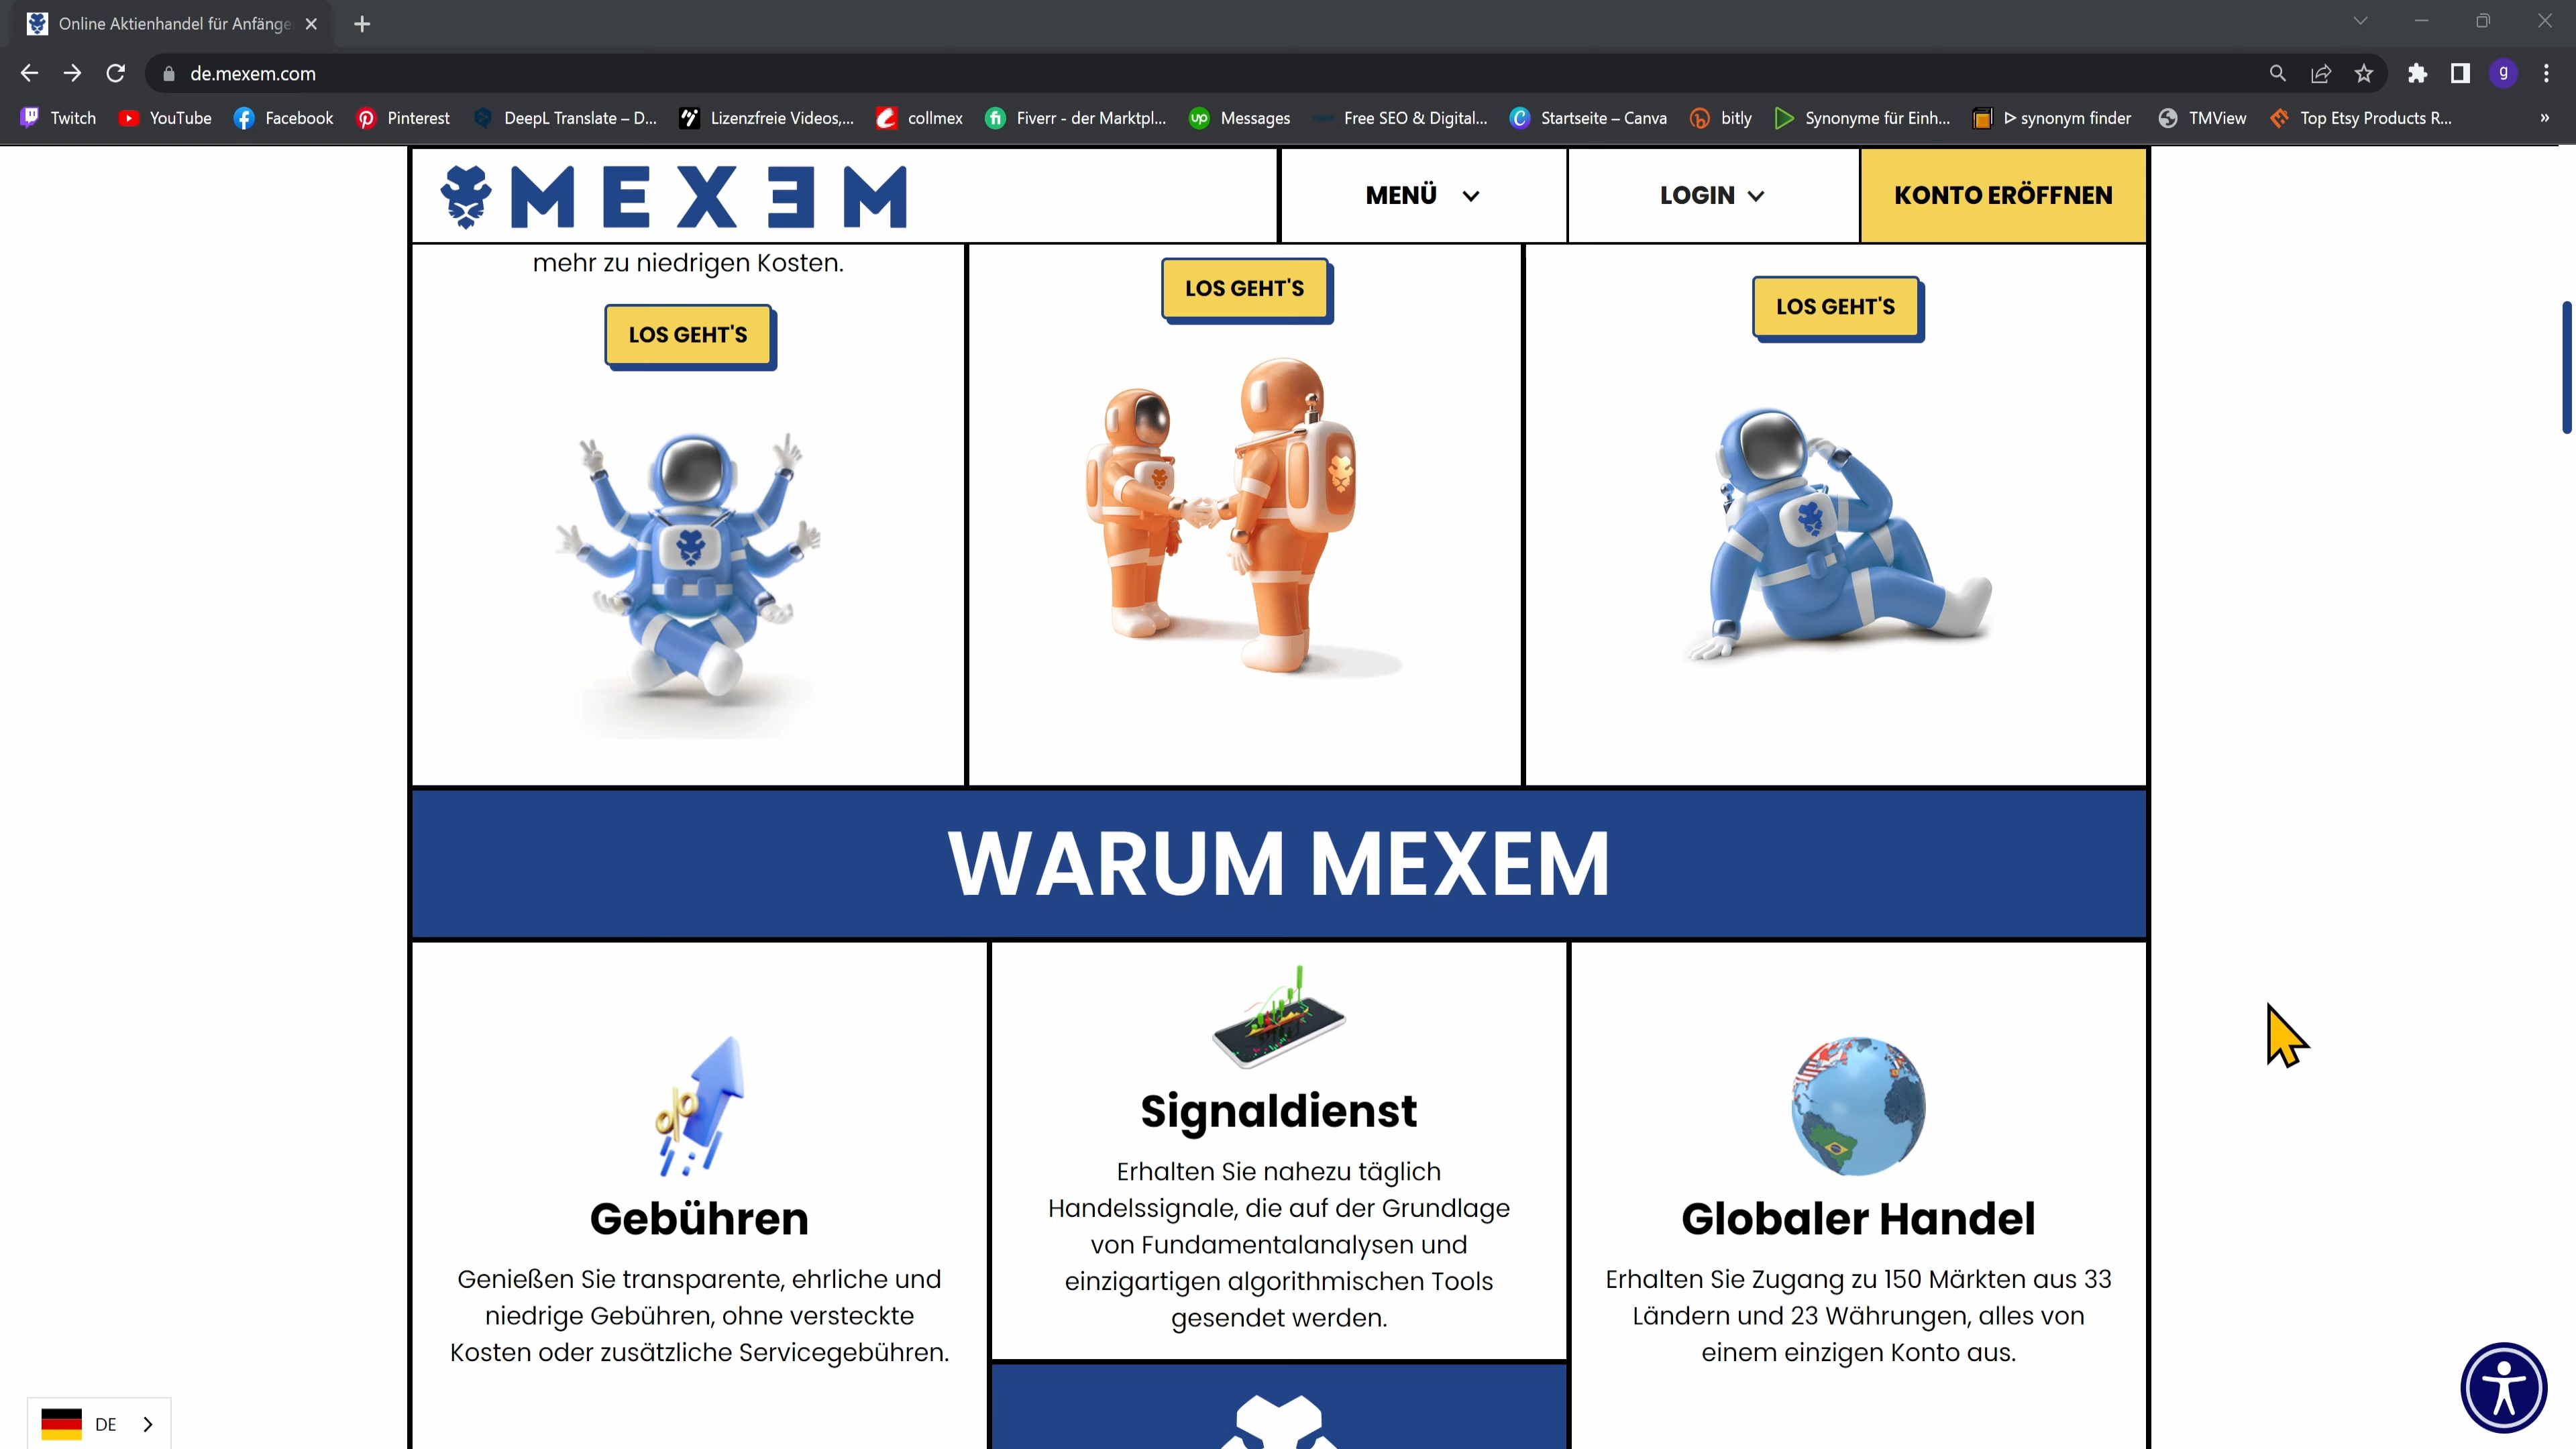 Online Aktienhandel für Anfänge
de.mexem.com
g
Twitch
YouTube
Facebook
Pinterest
DeepL Translate – D...
Lizenzfreie Videos,...
collmex
Fiverr - der Marktpl...
Messages
Free SEO & Digital...
Startseite – Canva
bitly
Synonyme für Einh...
ᐅ synonym finder
TMView
Top Etsy Products R...
»
MEXEM
MENÜ
LOGIN
KONTO ERÖFFNEN
mehr zu niedrigen Kosten.
LOS GEHT'S
LOS GEHT'S
LOS GEHT'S
WARUM MEXEM
Gebühren
Genießen Sie transparente, ehrliche und
niedrige Gebühren, ohne versteckte
Kosten oder zusätzliche Servicegebühren.
Signaldienst
Erhalten Sie nahezu täglich
Handelssignale, die auf der Grundlage
von Fundamentalanalysen und
einzigartigen algorithmischen Tools
gesendet werden.
Globaler Handel
Erhalten Sie Zugang zu 150 Märkten aus 33
Ländern und 23 Währungen, alles von
einem einzigen Konto aus.
DE